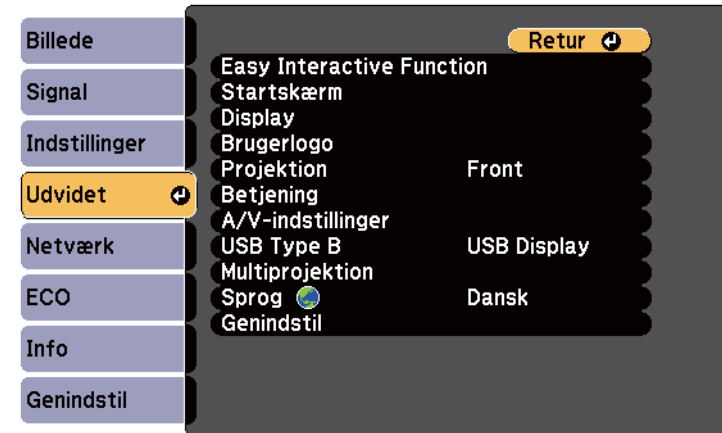 Billede
Signal
Indstillinger
Udvidet
Netværk
ECO
Info
Genindstil
Retur
Easy Interactive Function
Startskærm
Display
Brugerlogo
Projektion Front
Betjening
A/V-indstillinger
USB Type B USB Display
Multiprojektion
Sprog Dansk
Genindstil